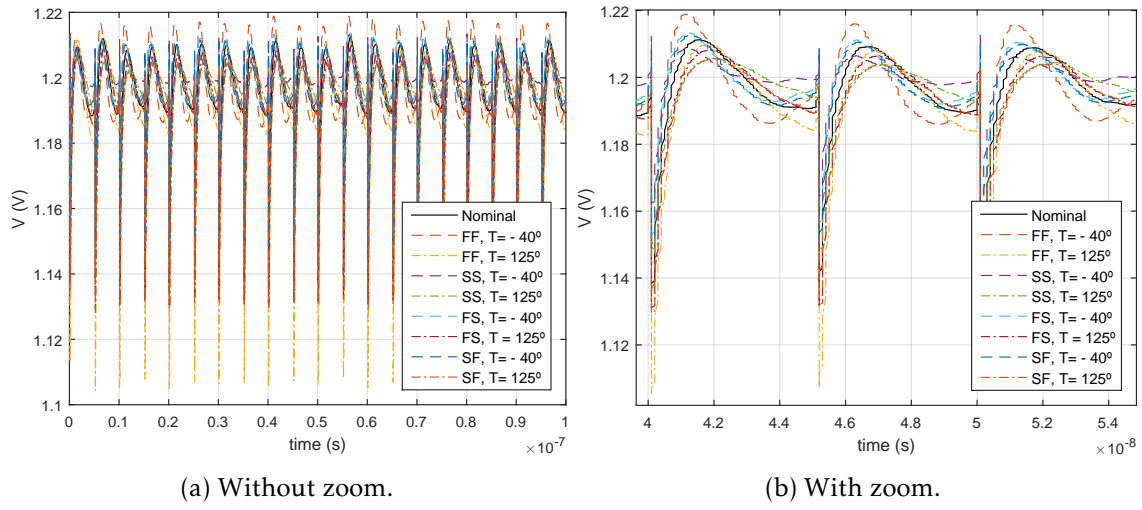 1.22
1.2
1.18
1.16
1.14
1.12
1.1
V (V)
0
0.1
0.2
0.3
0.4
0.5
0.6
0.7
0.8
0.9
1
time (s)
×10⁻⁷
Nominal
FF, T= - 40º
FF, T= 125º
SS, T= - 40º
SS, T= 125º
FS, T= - 40º
FS, T = 125º
SF, T= - 40º
SF, T= 125º
(a) Without zoom.
1.22
1.2
1.18
1.16
1.14
1.12
V (V)
4
4.2
4.4
4.6
4.8
5
5.2
5.4
time (s)
×10⁻⁸
Nominal
FF, T= - 40º
FF, T= 125º
SS, T= - 40º
SS, T= 125º
FS, T= - 40º
FS, T = 125º
SF, T= - 40º
SF, T= 125º
(b) With zoom.